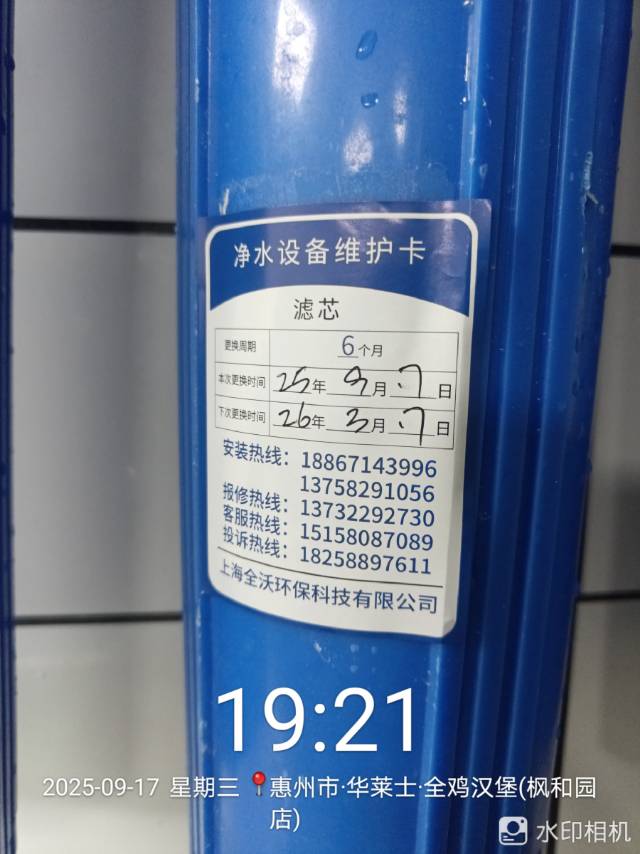 净水设备维护卡
滤芯
更换周期 6个月
本次更换时间 25年 9月 7日
下次更换时间 26年 3月 7日
安装热线：18867143996
13758291056
报修热线：13732292730
客服热线：15158087089
投诉热线：18258897611
上海全沃环保科技有限公司
19:21
2025-09-17 星期三 惠州市·华莱士·全鸡汉堡(枫和园
店)
水印相机